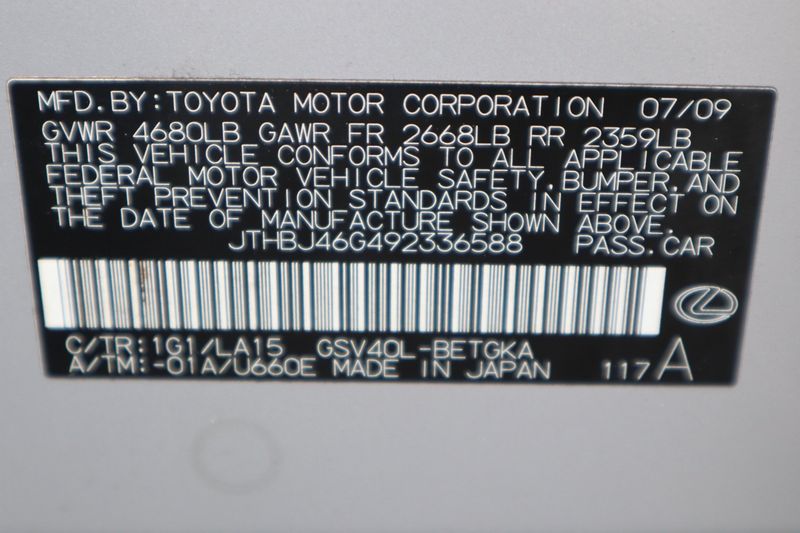 MFD. BY: TOYOTA MOTOR CORPORATION 07/09
GVWR 4680LB GAWR FR 2668LB RR 2359LB
THIS VEHICLE CONFORMS TO ALL APPLICABLE
FEDERAL MOTOR VEHICLE SAFETY, BUMPER, AND
THEFT PREVENTION STANDARDS IN EFFECT ON
THE DATE OF MANUFACTURE SHOWN ABOVE.
JTHBJ46G492336588 PASS. CAR
C/TR: 1G1/LA15 GSV40L-BETGKA
A/TM: -01A/U660E MADE IN JAPAN 117 A